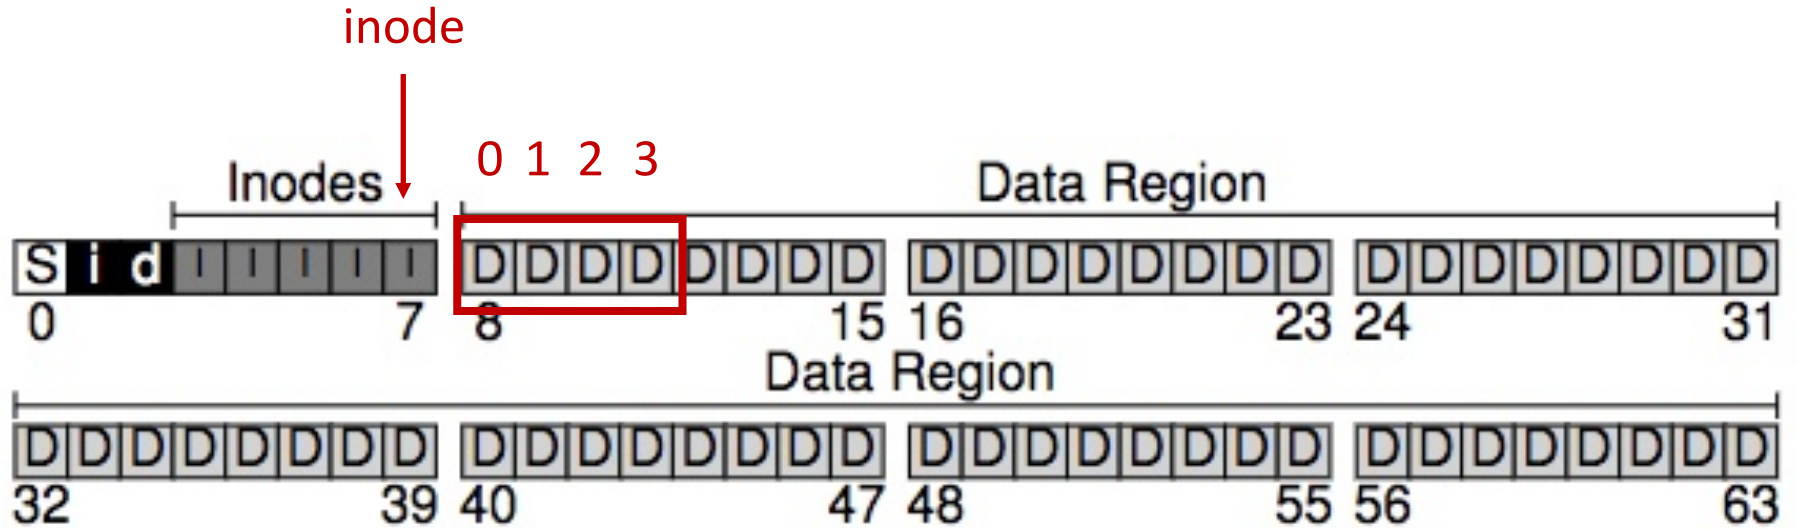 inode
0 1 2 3
Inodes Data Region
S i d I I I I I D D D D D D D D D D D D D D D D D D D D D D D D
0 7 8 15 16 23 24 31
Data Region
D D D D D D D D D D D D D D D D D D D D D D D D D D D D D D D D
32 39 40 47 48 55 56 63